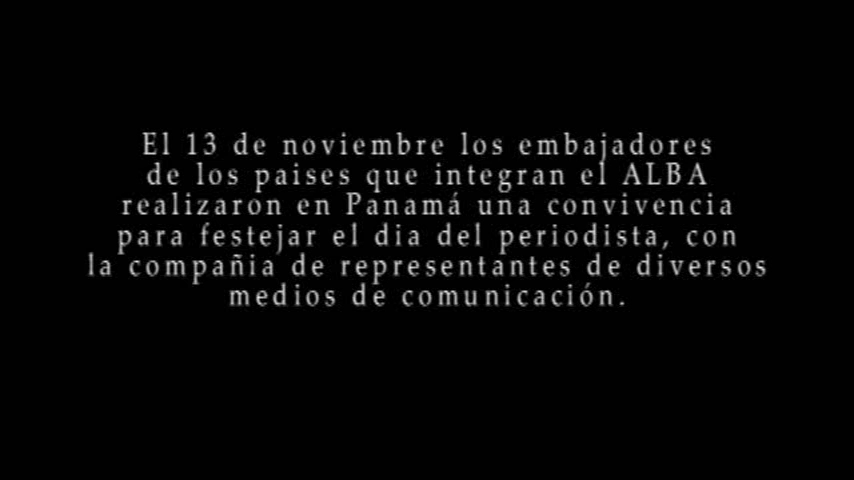 El 13 de noviembre los embajadores
de los paises que integran el ALBA
realizaron en Panamá una convivencia
para festejar el dia del periodista, con
la compañia de representantes de diversos
medios de comunicación.